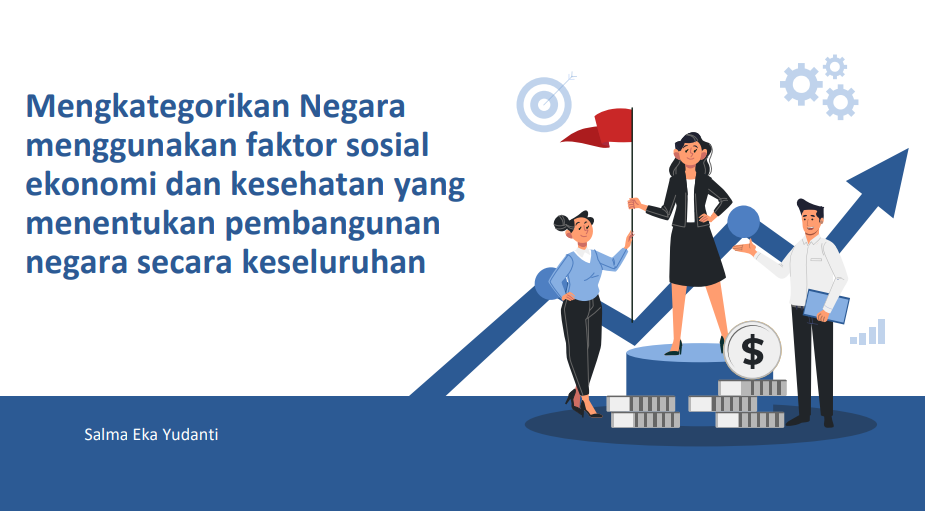 Mengkategorikan Negara
menggunakan faktor sosial
ekonomi dan kesehatan yang
menentukan pembangunan
negara secara keseluruhan
$
Salma Eka Yudanti